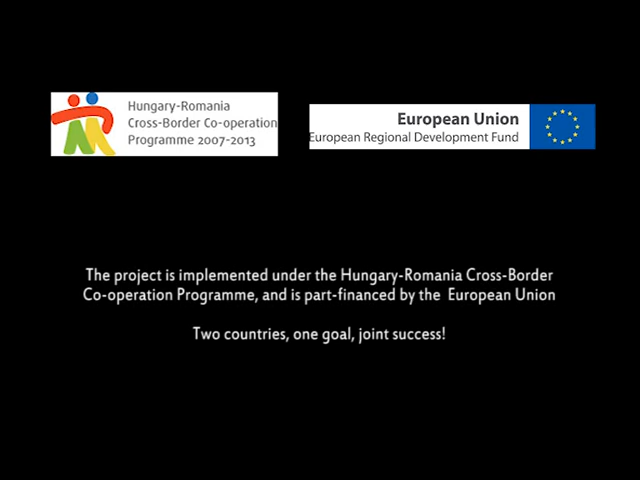 Hungary-Romania
Cross-Border Co-operation
Programme 2007-2013
European Union
European Regional Development Fund
The project is implemented under the Hungary-Romania Cross-Border
Co-operation Programme, and is part-financed by the European Union
Two countries, one goal, joint success!